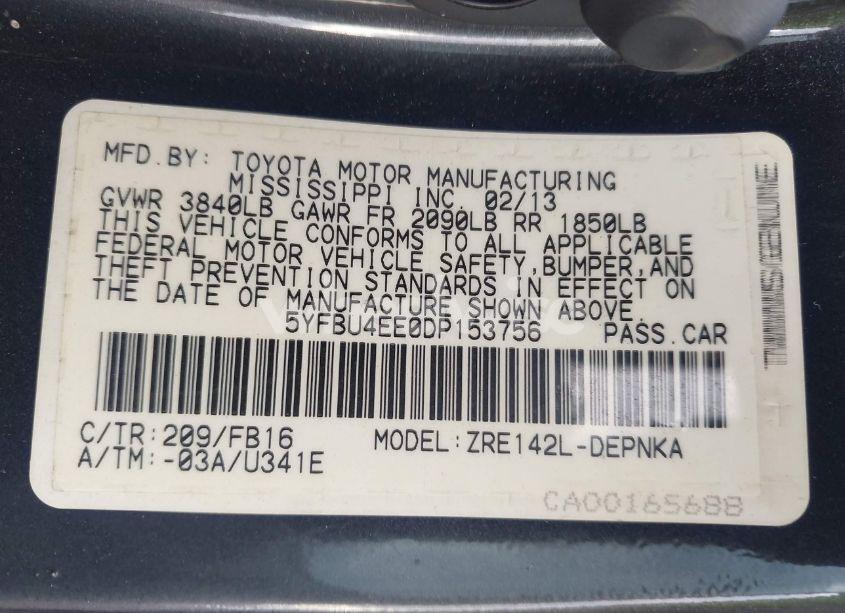 MFD.BY: TOYOTA MOTOR MANUFACTURING
MISSISSIPPI INC. 02/13
GVWR 3840LB GAWR FR 2090LB RR 1850LB
THIS VEHICLE CONFORMS TO ALL APPLICABLE
FEDERAL MOTOR VEHICLE SAFETY,BUMPER,AND
THEFT PREVENTION STANDARDS IN EFFECT ON
THE DATE OF MANUFACTURE SHOWN ABOVE.
5YFBU4EE0DP153756 PASS.CAR
C/TR:209/FB16 MODEL:ZRE142L-DEPNKA
A/TM:-03A/U341E
CA00165688